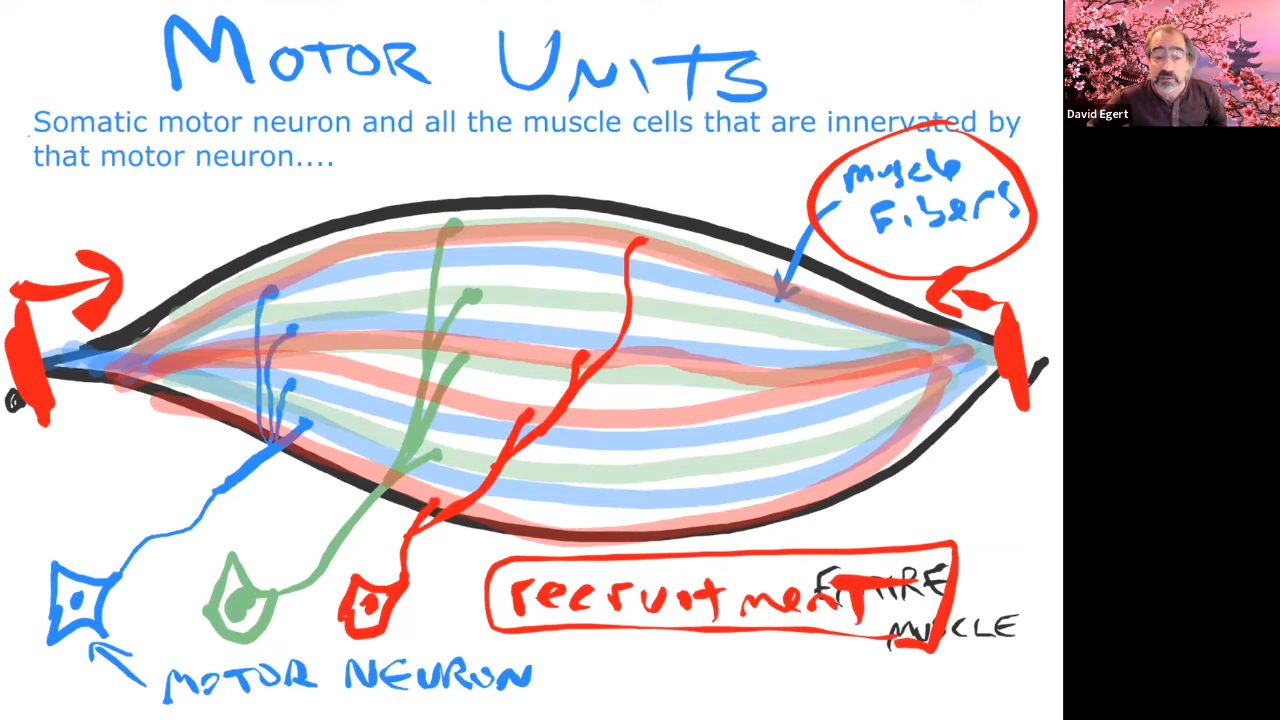 MOTOR UNITS
Somatic motor neuron and all the muscle cells that are innervated by
that motor neuron....
David Egert
muscle
Fibers
recruitment
ENTIRE
MUSCLE
MOTOR NEURON